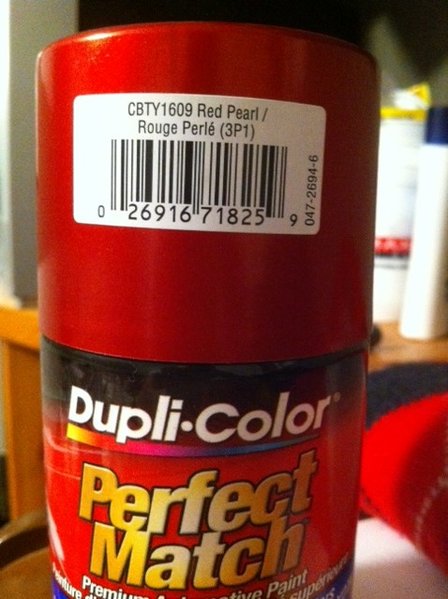 CBTY1609 Red Pearl /
Rouge Perlé (3P1)
0 26916 71825 9
047-2694-6
Dupli•Color®
Perfect
Match
Premium Automotive Paint